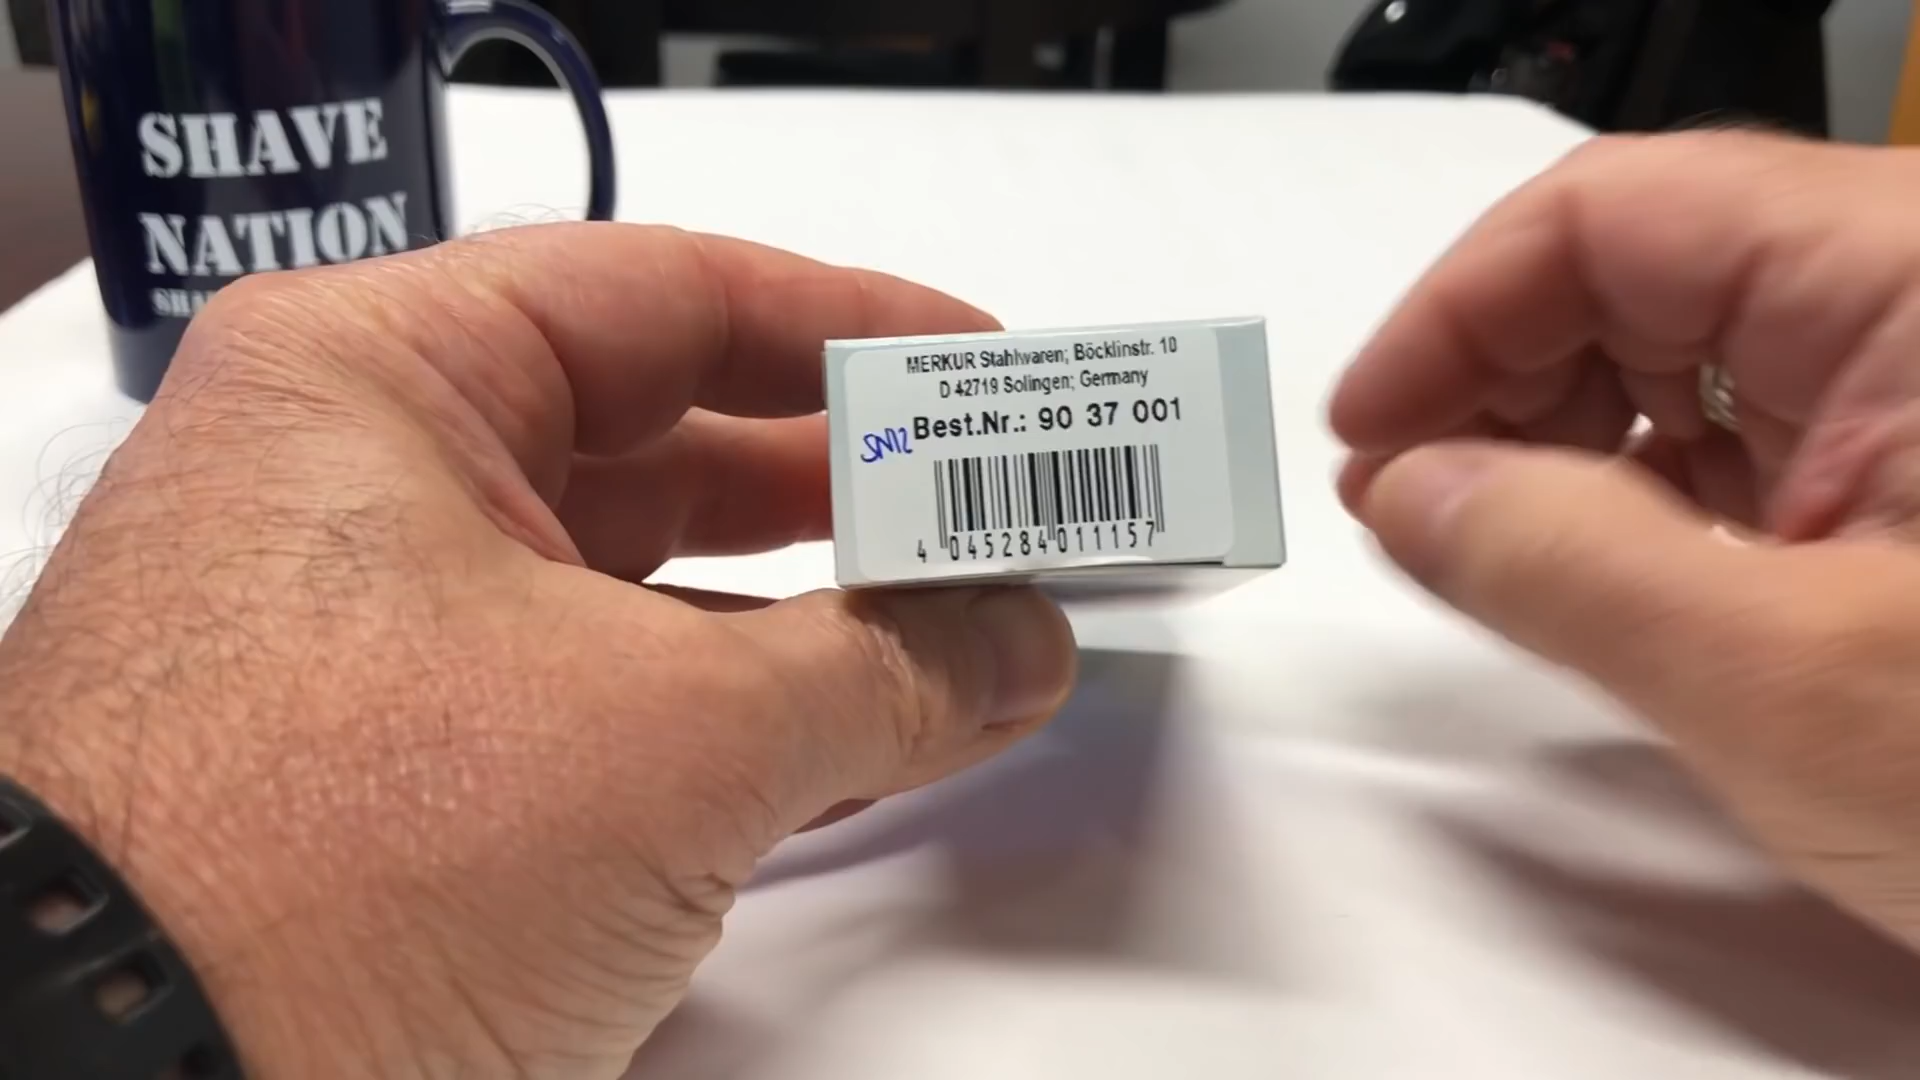 SHAVE
NATION
MERKUR Stahlwaren; Böcklinstr. 10
D 42719 Solingen; Germany
Best.Nr.: 90 37 001
SN12
4 045284 011157